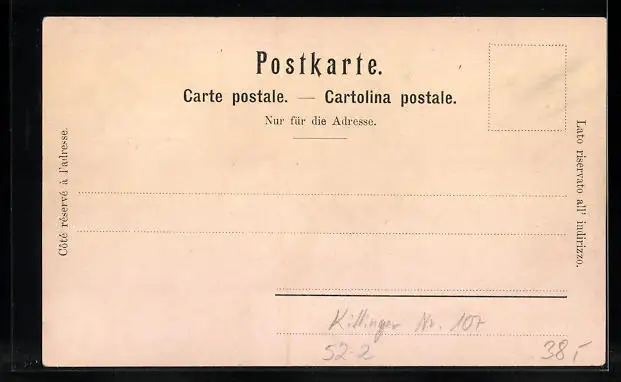 Postkarte.
Carte postale. — Cartolina postale.
Nur für die Adresse.
Côté réservé à l'adresse.
Lato riservato all' indirizzo.
Killinger Nr. 107
52-2
38,-